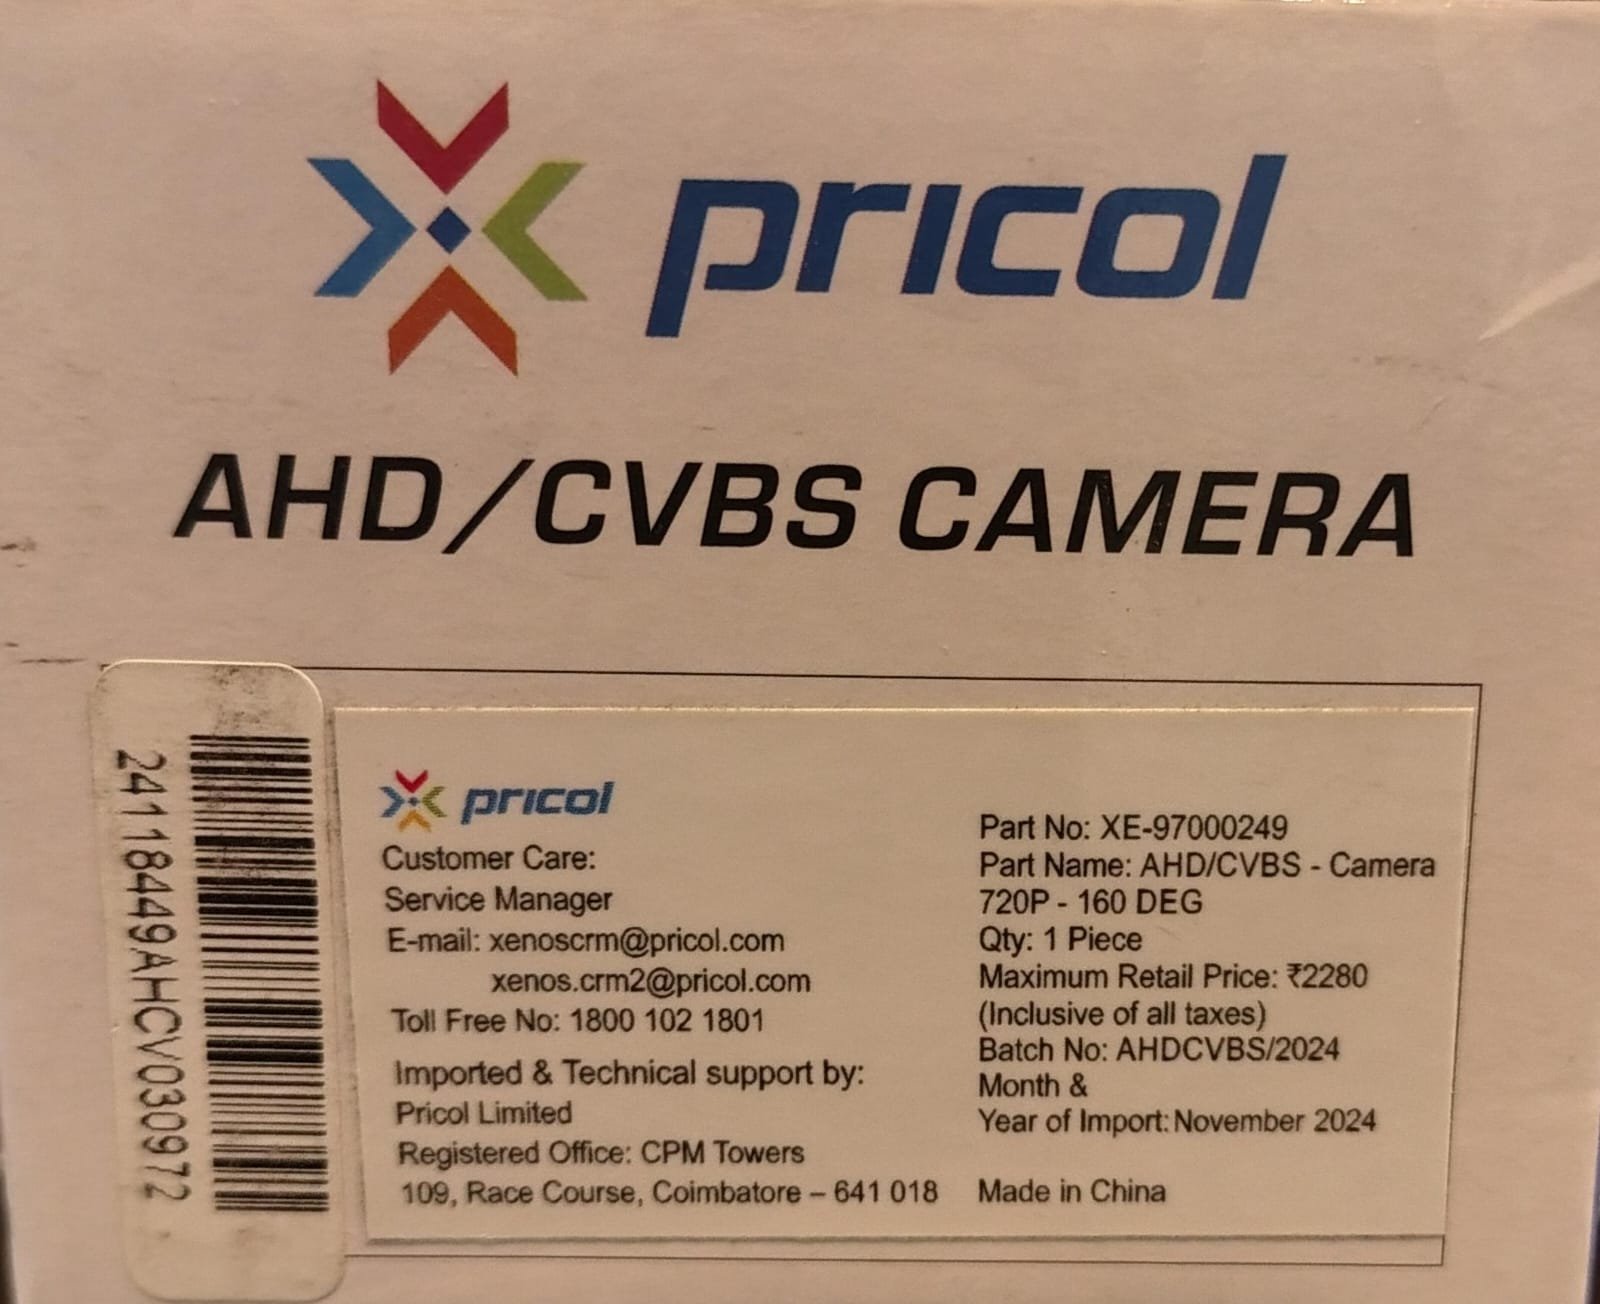 pricol
AHD/CVBS CAMERA
24118449AHCV030972
pricol
Customer Care:
Service Manager
E-mail: xenoscrm@pricol.com
xenos.crm2@pricol.com
Toll Free No: 1800 102 1801
Imported & Technical support by:
Pricol Limited
Registered Office: CPM Towers
109, Race Course, Coimbatore – 641 018
Part No: XE-97000249
Part Name: AHD/CVBS - Camera
720P - 160 DEG
Qty: 1 Piece
Maximum Retail Price: ₹2280
(Inclusive of all taxes)
Batch No: AHDCVBS/2024
Month &
Year of Import: November 2024
Made in China